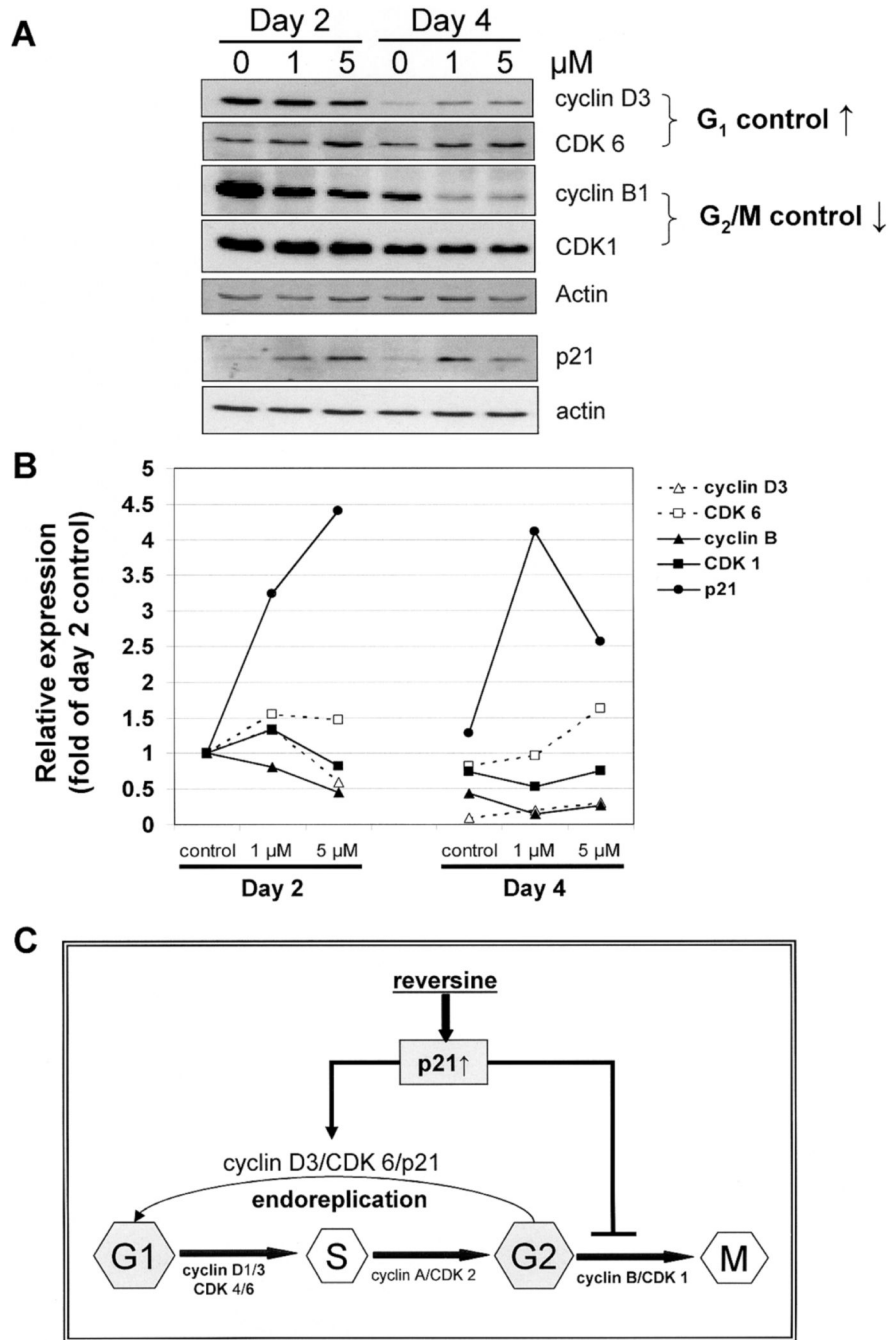 A
Day 2 Day 4
0 1 5 0 1 5 µM
cyclin D3
CDK 6
G₁ control ↑
cyclin B1
CDK1
G₂/M control ↓
Actin
p21
actin
B
Relative expression
(fold of day 2 control)
5
4.5
4
3.5
3
2.5
2
1.5
1
0.5
0
control 1 µM 5 µM control 1 µM 5 µM
Day 2 Day 4
cyclin D3
CDK 6
cyclin B
CDK 1
p21
C
reversine
p21↑
cyclin D3/CDK 6/p21
endoreplication
G1 S G2 M
cyclin D1/3
CDK 4/6
cyclin A/CDK 2
cyclin B/CDK 1